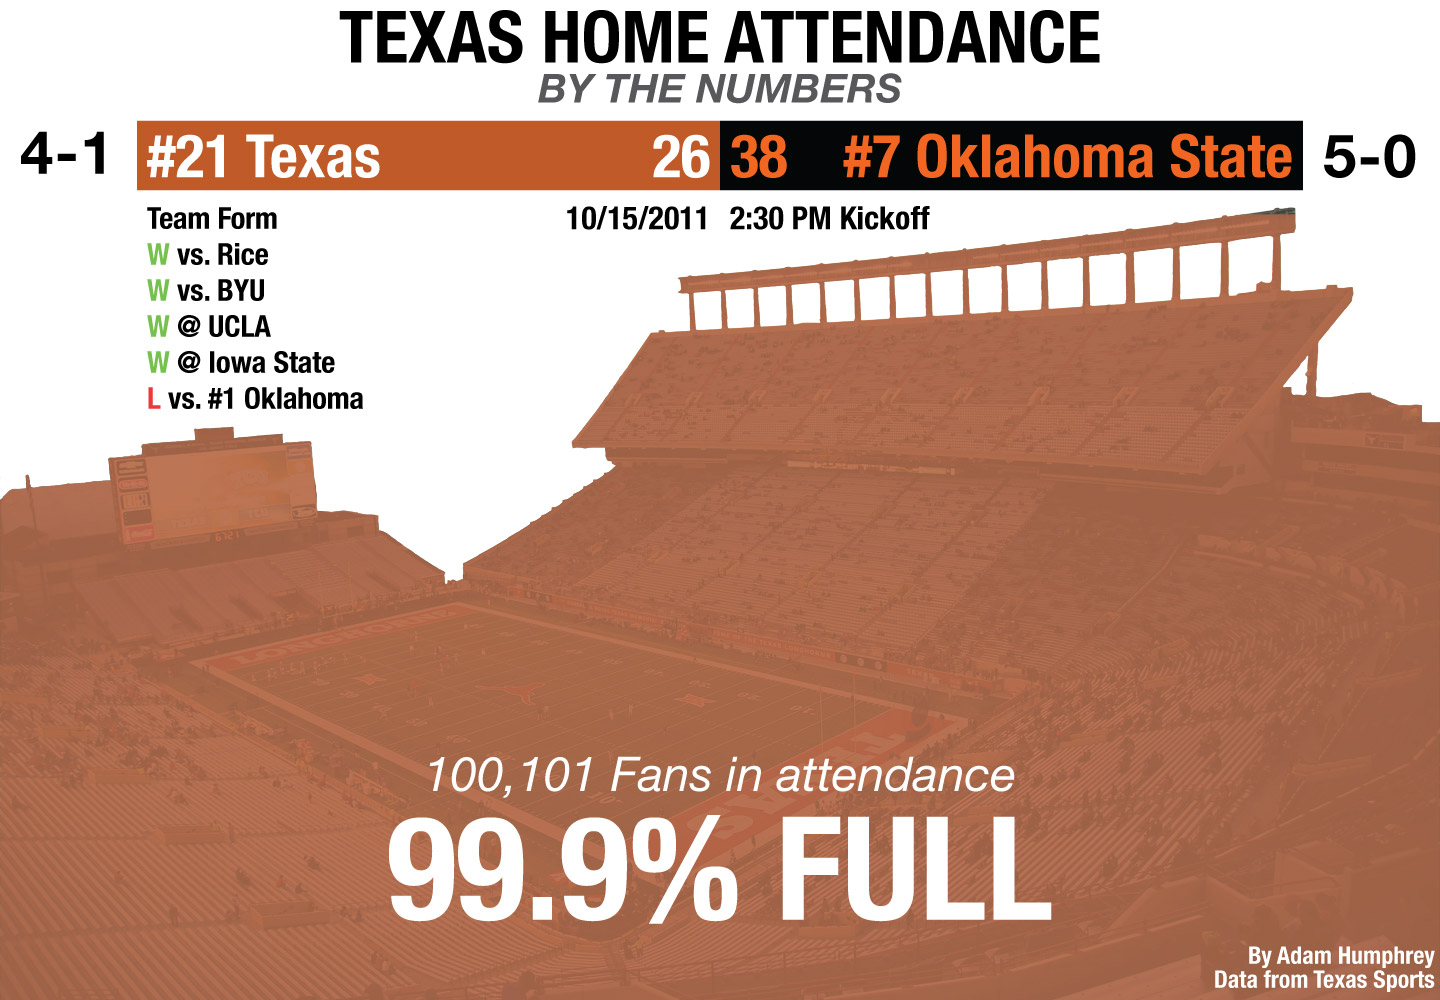 TEXAS HOME ATTENDANCE
BY THE NUMBERS
4-1 #21 Texas 26 38 #7 Oklahoma State 5-0
Team Form 10/15/2011 2:30 PM Kickoff
W vs. Rice
W vs. BYU
W @ UCLA
W @ Iowa State
L vs. #1 Oklahoma
LONGHORNS
TEXAS
100,101 Fans in attendance
99.9% FULL
By Adam Humphrey
Data from Texas Sports